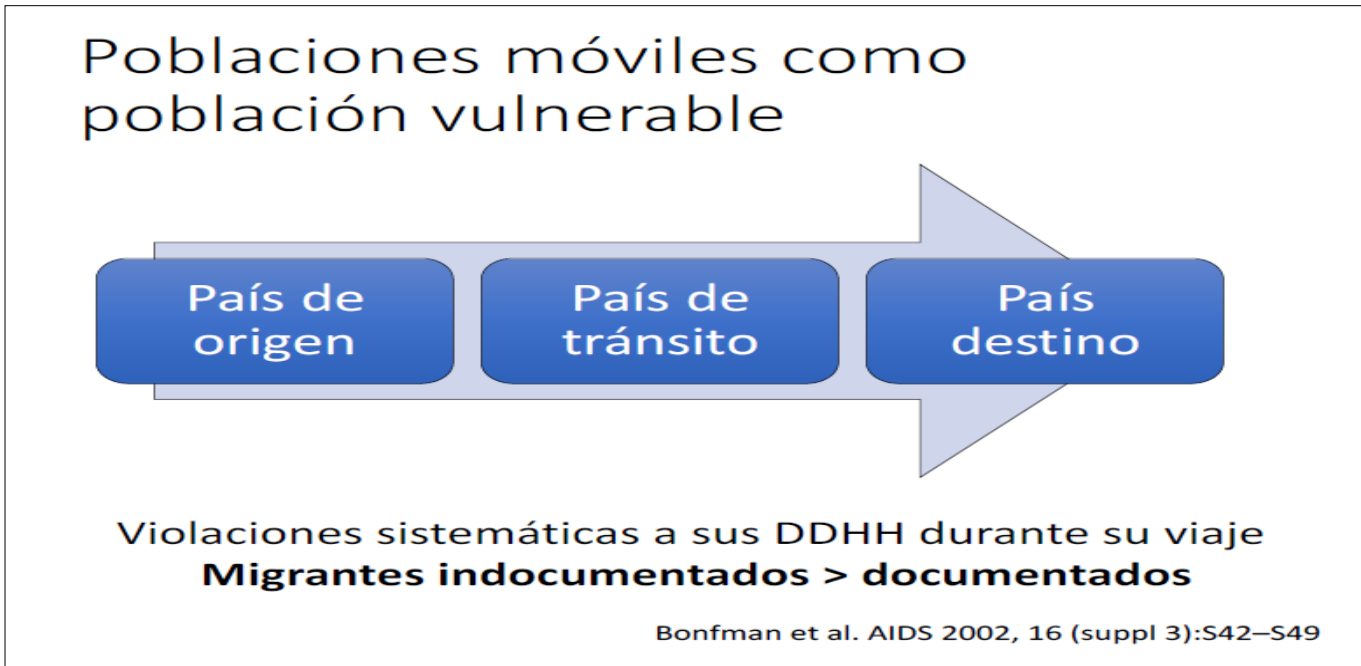 Poblaciones móviles como
población vulnerable
País de
origen
País de
tránsito
País
destino
Violaciones sistemáticas a sus DDHH durante su viaje
Migrantes indocumentados > documentados
Bonfman et al. AIDS 2002, 16 (suppl 3):S42–S49